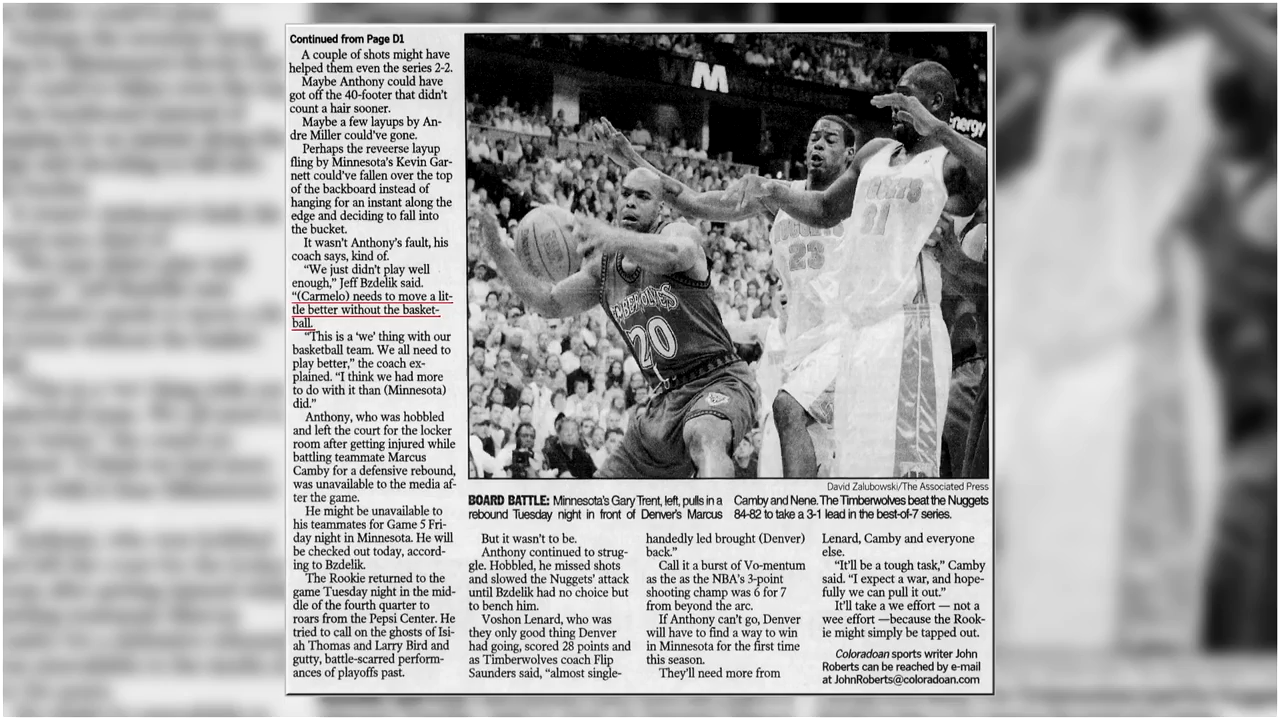 Continued from Page D1
A couple of shots might have
helped them even the series 2-2.
Maybe Anthony could have
got off the 40-footer that didn't
count a hair sooner.
Maybe a few layups by An-
dre Miller could've gone.
Perhaps the reveerse layup
fling by Minnesota's Kevin Gar-
nett could've fallen over the top
of the backboard instead of
hanging for an instant along the
edge and deciding to fall into
the bucket.
It wasn't Anthony's fault, his
coach says, kind of.
"We just didn't play well
enough," Jeff Bzdelik said.
"(Carmelo) needs to move a lit-
tle better without the basket-
ball.
"This is a 'we' thing with our
basketball team. We all need to
play better," the coach ex-
plained. "I think we had more
to do with it than (Minnesota)
did."
Anthony, who was hobbled
and left the court for the locker
room after getting injured while
battling teammate Marcus
Camby for a defensive rebound,
was unavailable to the media af-
ter the game.
He might be unavailable to
his teammates for Game 5 Fri-
day night in Minnesota. He will
be checked out today, accord-
ing to Bzdelik.
The Rookie returned to the
game Tuesday night in the mid-
dle of the fourth quarter to
roars from the Pepsi Center. He
tried to call on the ghosts of Isi-
ah Thomas and Larry Bird and
gutty, battle-scarred perform-
ances of playoffs past.
WM
Energy
NUGGETS
23
31
TIMBERWOLVES
20
David Zalubowski/The Associated Press
BOARD BATTLE: Minnesota's Gary Trent, left, pulls in a
rebound Tuesday night in front of Denver's Marcus
Camby and Nene. The Timberwolves beat the Nuggets
84-82 to take a 3-1 lead in the best-of-7 series.
But it wasn't to be.
Anthony continued to strug-
gle. Hobbled, he missed shots
and slowed the Nuggets' attack
until Bzdelik had no choice but
to bench him.
Voshon Lenard, who was
they only good thing Denver
had going, scored 28 points and
as Timberwolves coach Flip
Saunders said, "almost single-
handedly led brought (Denver)
back."
Call it a burst of Vo-mentum
as the as the NBA's 3-point
shooting champ was 6 for 7
from beyond the arc.
If Anthony can't go, Denver
will have to find a way to win
in Minnesota for the first time
this season.
They'll need more from
Lenard, Camby and everyone
else.
"It'll be a tough task," Camby
said. "I expect a war, and hope-
fully we can pull it out."
It'll take a we effort — not a
wee effort —because the Rook-
ie might simply be tapped out.
Coloradoan sports writer John
Roberts can be reached by e-mail
at JohnRoberts@coloradoan.com